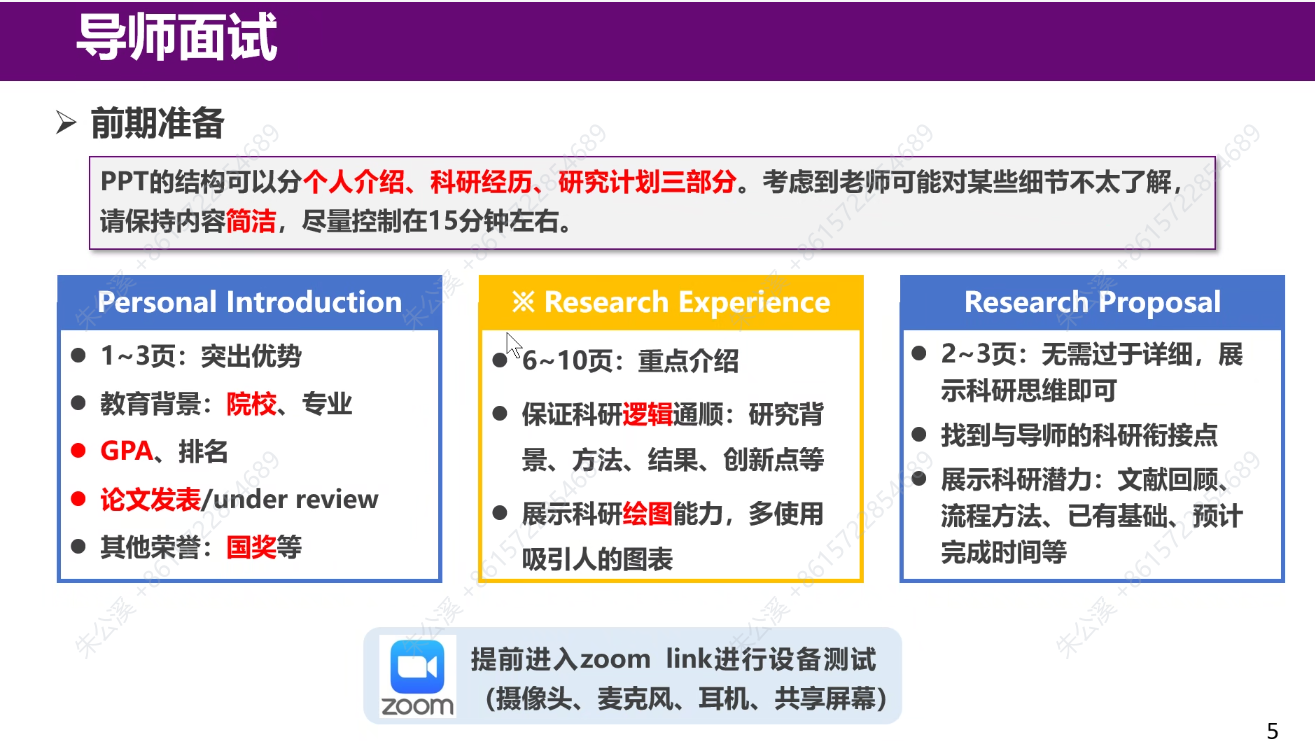 导师面试
➢ 前期准备
PPT的结构可以分个人介绍、科研经历、研究计划三部分。考虑到老师可能对某些细节不太了解，
请保持内容简洁，尽量控制在15分钟左右。
Personal Introduction
● 1~3页：突出优势
● 教育背景：院校、专业
● GPA、排名
● 论文发表/under review
● 其他荣誉：国奖等
※ Research Experience
● 6~10页：重点介绍
● 保证科研逻辑通顺：研究背
景、方法、结果、创新点等
● 展示科研绘图能力，多使用
吸引人的图表
Research Proposal
● 2~3页：无需过于详细，展
示科研思维即可
● 找到与导师的科研衔接点
● 展示科研潜力：文献回顾、
流程方法、已有基础、预计
完成时间等
zoom
提前进入zoom link进行设备测试
（摄像头、麦克风、耳机、共享屏幕）
5
朱公溪 +8615722854689